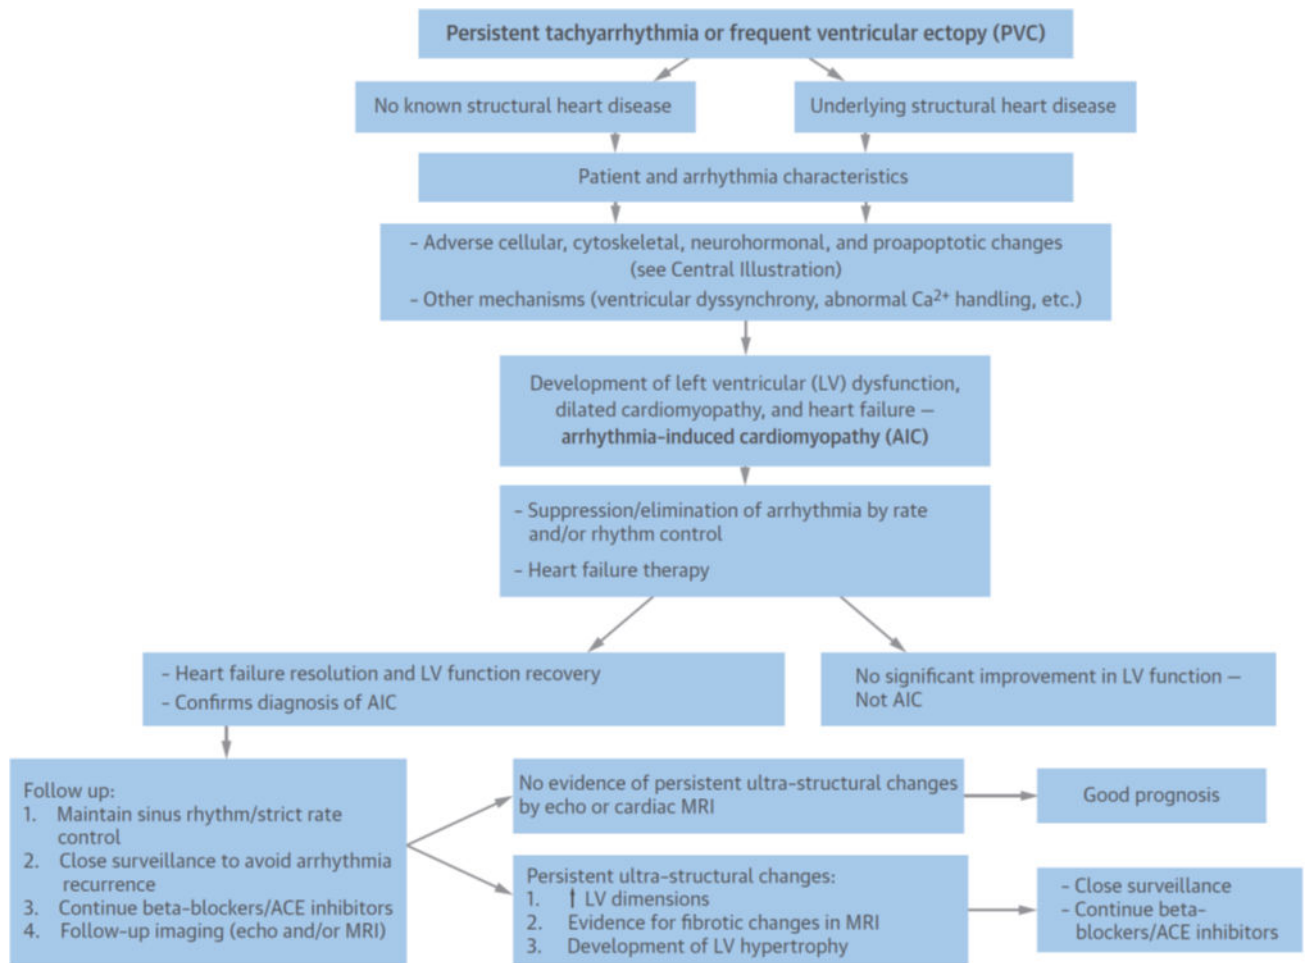 Persistent tachyarrhythmia or frequent ventricular ectopy (PVC)
No known structural heart disease
Underlying structural heart disease
Patient and arrhythmia characteristics
– Adverse cellular, cytoskeletal, neurohormonal, and proapoptotic changes
(see Central Illustration)
– Other mechanisms (ventricular dyssynchrony, abnormal Ca²⁺ handling, etc.)
Development of left ventricular (LV) dysfunction,
dilated cardiomyopathy, and heart failure —
arrhythmia-induced cardiomyopathy (AIC)
– Suppression/elimination of arrhythmia by rate
and/or rhythm control
– Heart failure therapy
– Heart failure resolution and LV function recovery
– Confirms diagnosis of AIC
No significant improvement in LV function —
Not AIC
Follow up:
1. Maintain sinus rhythm/strict rate
control
2. Close surveillance to avoid arrhythmia
recurrence
3. Continue beta-blockers/ACE inhibitors
4. Follow-up imaging (echo and/or MRI)
No evidence of persistent ultra-structural changes
by echo or cardiac MRI
Good prognosis
Persistent ultra-structural changes:
1. ↑ LV dimensions
2. Evidence for fibrotic changes in MRI
3. Development of LV hypertrophy
– Close surveillance
– Continue beta-
blockers/ACE inhibitors